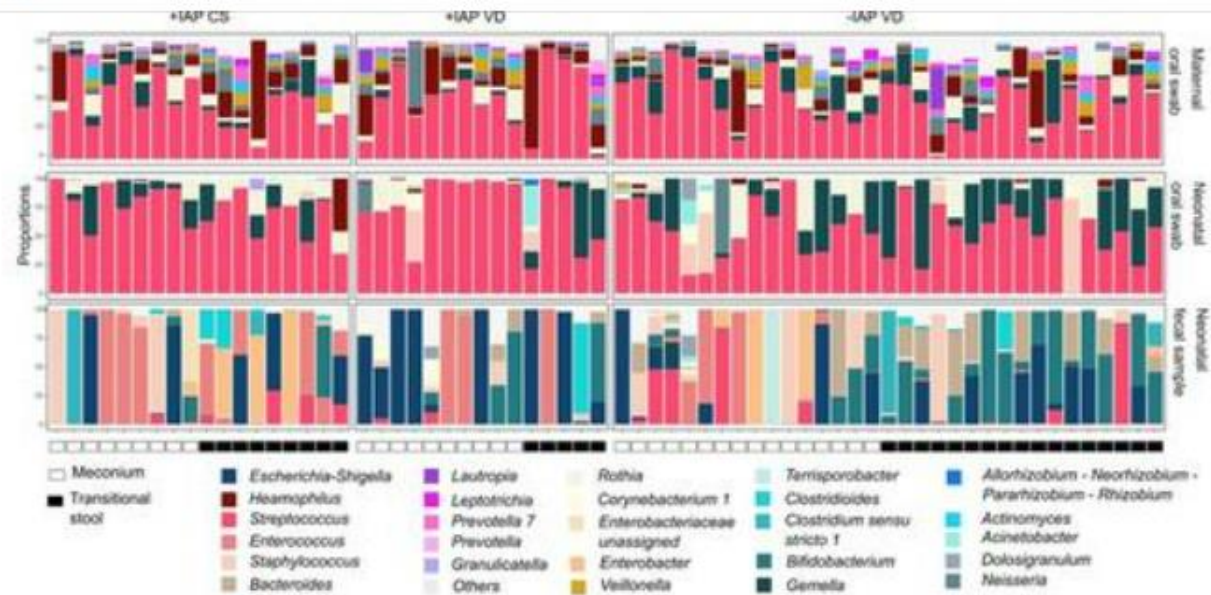 +IAP CS +IAP VD -IAP VD
Maternal
oral swab
Neonatal
oral swab
Neonatal
fecal sample
Proportions
Meconium
Transitional
stool
Escherichia-Shigella
Heamophilus
Streptococcus
Enterococcus
Staphylococcus
Bacteroides
Lautropia
Leptotrichia
Prevotella 7
Prevotella
Granulicatella
Others
Rothia
Corynebacterium 1
Enterobacteriaceae
unassigned
Enterobacter
Veillonella
Terrisporobacter
Clostridioides
Clostridium sensu
stricto 1
Bifidobacterium
Gemella
Allorhizobium - Neorhizobium -
Pararhizobium - Rhizobium
Actinomyces
Acinetobacter
Dolosigranulum
Neisseria